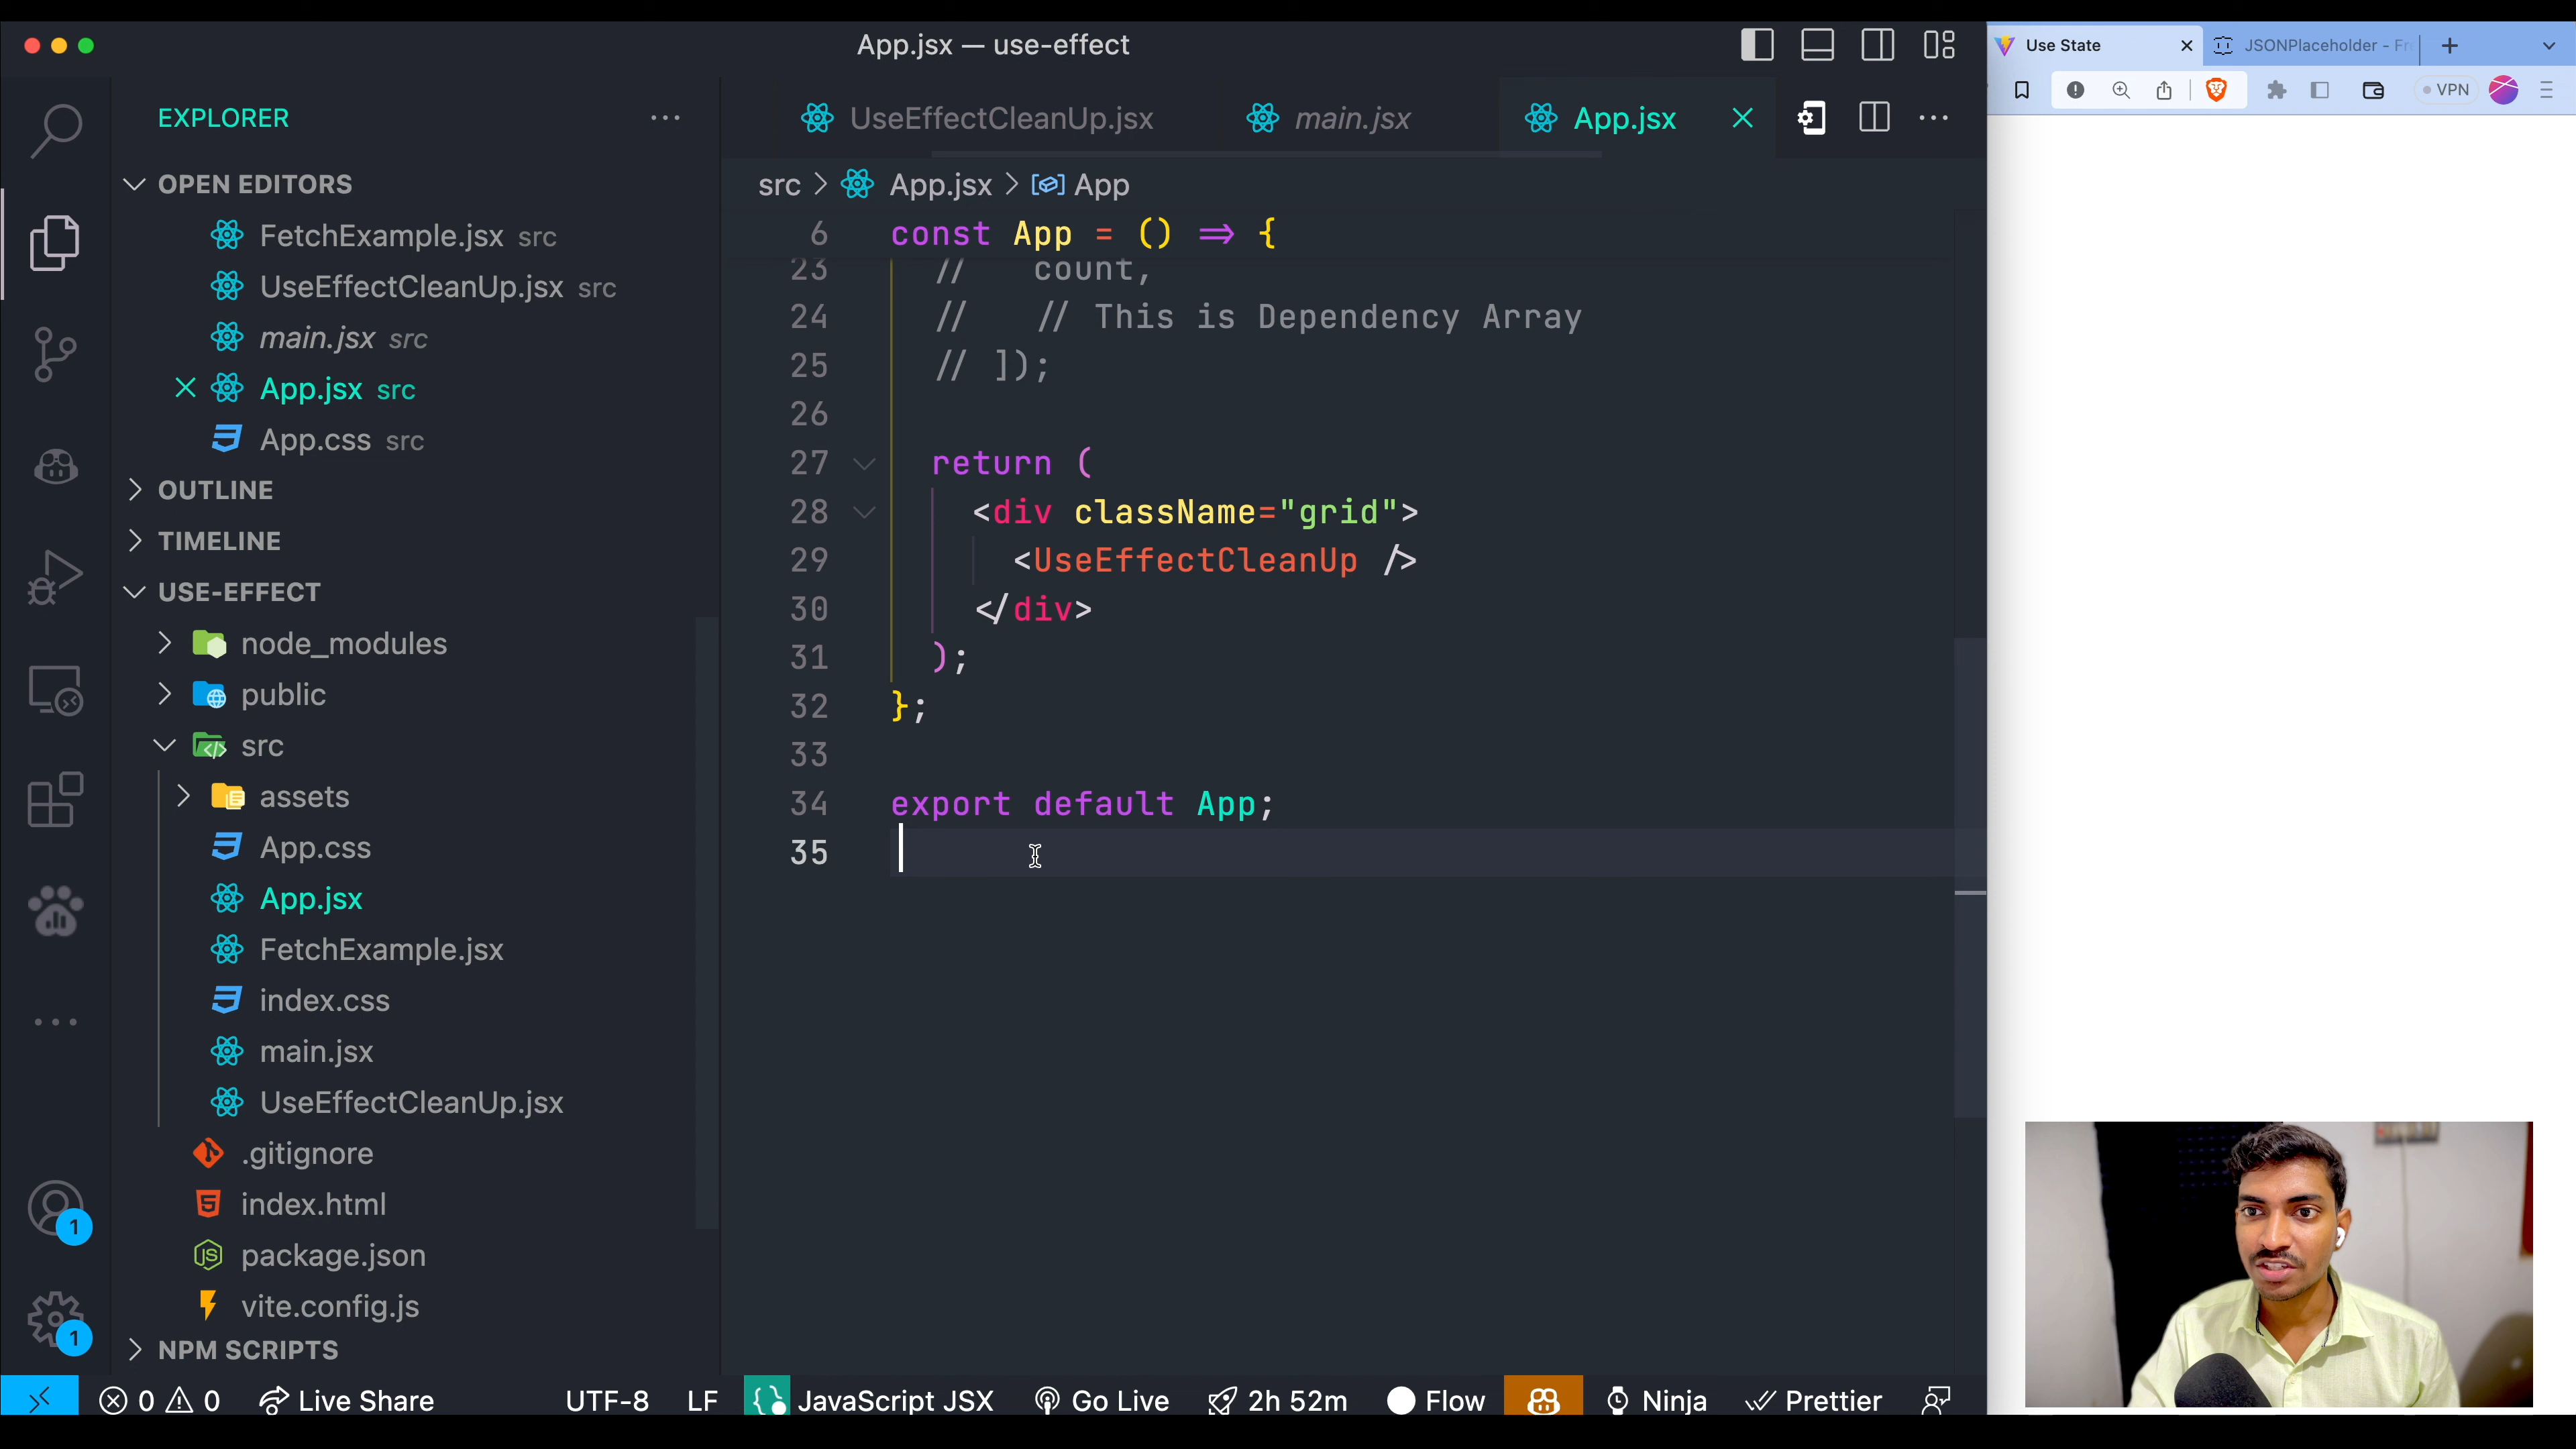 App.jsx — use-effect
Use State
JSONPlaceholder - Fr
VPN
EXPLORER
UseEffectCleanUp.jsx
main.jsx
App.jsx
OPEN EDITORS
FetchExample.jsx src
UseEffectCleanUp.jsx src
main.jsx src
App.jsx src
App.css src
OUTLINE
TIMELINE
USE-EFFECT
node_modules
public
src
assets
App.css
App.jsx
FetchExample.jsx
index.css
main.jsx
UseEffectCleanUp.jsx
.gitignore
index.html
package.json
vite.config.js
NPM SCRIPTS
1
1
src > App.jsx > App
6 const App = () => {
23 // count,
24 // // This is Dependency Array
25 // ]);
26
27 return (
28 <div className="grid">
29 <UseEffectCleanUp />
30 </div>
31 );
32 };
33
34 export default App;
35
0 0 Live Share UTF-8 LF JavaScript JSX Go Live 2h 52m Flow Ninja Prettier